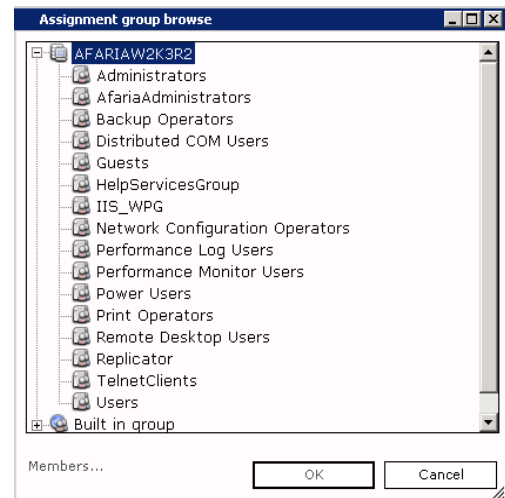 Assignment group browse
AFARIAW2K3R2
Administrators
AfariaAdministrators
Backup Operators
Distributed COM Users
Guests
HelpServicesGroup
IIS_WPG
Network Configuration Operators
Performance Log Users
Performance Monitor Users
Power Users
Print Operators
Remote Desktop Users
Replicator
TelnetClients
Users
Built in group
Members...
OK
Cancel